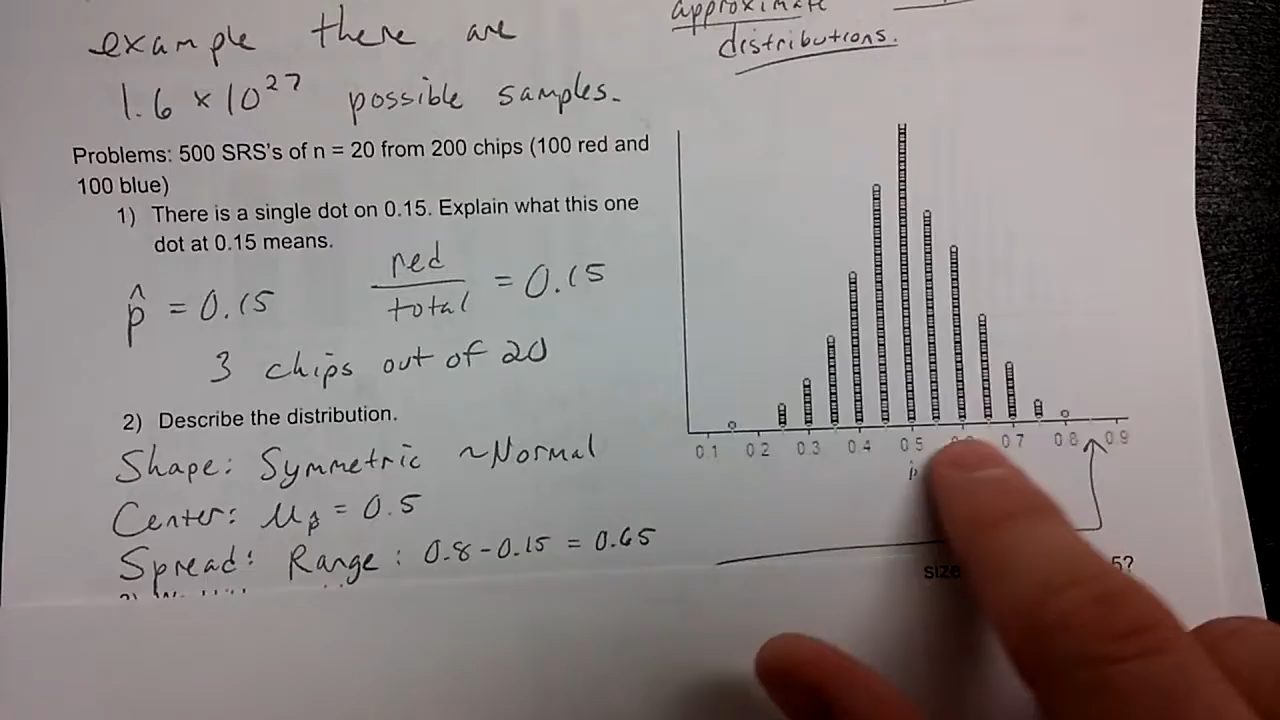 example there are
1.6 × 10²⁷ possible samples.
approximate
distributions.
Problems: 500 SRS's of n = 20 from 200 chips (100 red and
100 blue)
1) There is a single dot on 0.15. Explain what this one
dot at 0.15 means.
p̂ = 0.15 red/total = 0.15
3 chips out of 20
2) Describe the distribution.
Shape: Symmetric ~Normal
Center: μp̂ = 0.5
Spread: Range: 0.8 - 0.15 = 0.65
0.1 0.2 0.3 0.4 0.5 0.7 0.8 0.9
size 5?